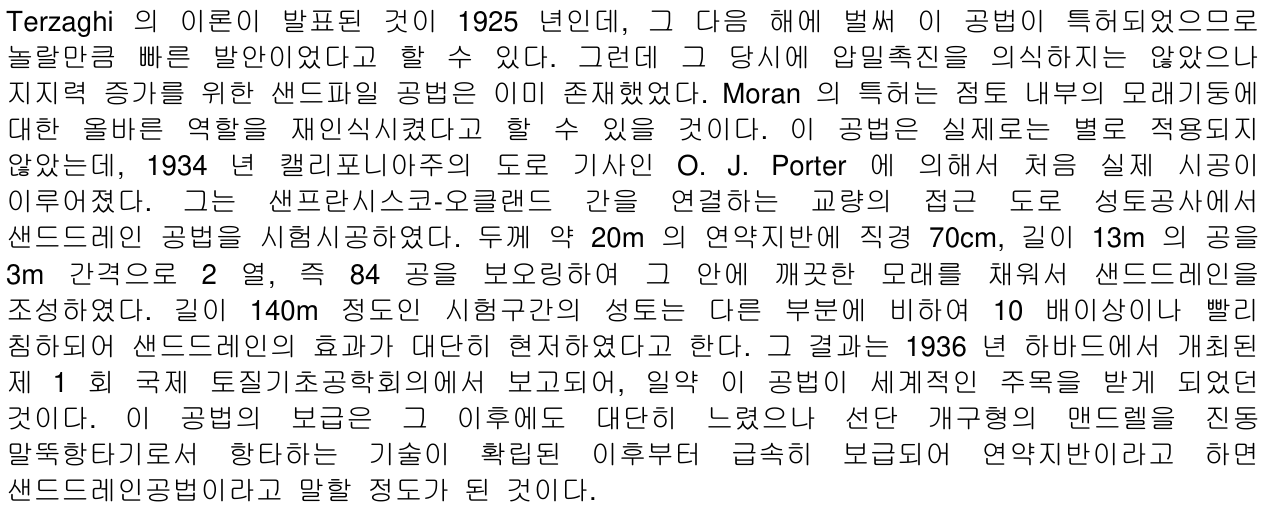 Terzaghi 의 이론이 발표된 것이 1925 년인데, 그 다음 해에 벌써 이 공법이 특허되었으므로
놀랄만큼 빠른 발안이었다고 할 수 있다. 그런데 그 당시에 압밀촉진을 의식하지는 않았으나
지지력 증가를 위한 샌드파일 공법은 이미 존재했었다. Moran 의 특허는 점토 내부의 모래기둥에
대한 올바른 역할을 재인식시켰다고 할 수 있을 것이다. 이 공법은 실제로는 별로 적용되지
않았는데, 1934 년 캘리포니아주의 도로 기사인 O. J. Porter 에 의해서 처음 실제 시공이
이루어졌다. 그는 샌프란시스코-오클랜드 간을 연결하는 교량의 접근 도로 성토공사에서
샌드드레인 공법을 시험시공하였다. 두께 약 20m 의 연약지반에 직경 70cm, 길이 13m 의 공을
3m 간격으로 2 열, 즉 84 공을 보오링하여 그 안에 깨끗한 모래를 채워서 샌드드레인을
조성하였다. 길이 140m 정도인 시험구간의 성토는 다른 부분에 비하여 10 배이상이나 빨리
침하되어 샌드드레인의 효과가 대단히 현저하였다고 한다. 그 결과는 1936 년 하바드에서 개최된
제 1 회 국제 토질기초공학회의에서 보고되어, 일약 이 공법이 세계적인 주목을 받게 되었던
것이다. 이 공법의 보급은 그 이후에도 대단히 느렸으나 선단 개구형의 맨드렐을 진동
말뚝항타기로서 항타하는 기술이 확립된 이후부터 급속히 보급되어 연약지반이라고 하면
샌드드레인공법이라고 말할 정도가 된 것이다.